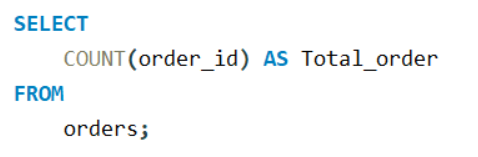 SELECT
COUNT(order_id) AS Total_order
FROM
orders;